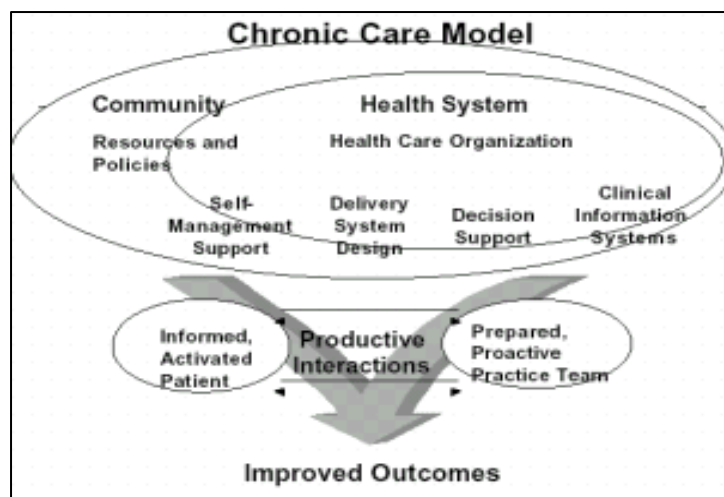 Chronic Care Model
Community
Health System
Resources and
Policies
Health Care Organization
Self-
Management
Support
Delivery
System
Design
Decision
Support
Clinical
Information
Systems
Informed,
Activated
Patient
Productive
Interactions
Prepared,
Proactive
Practice Team
Improved Outcomes